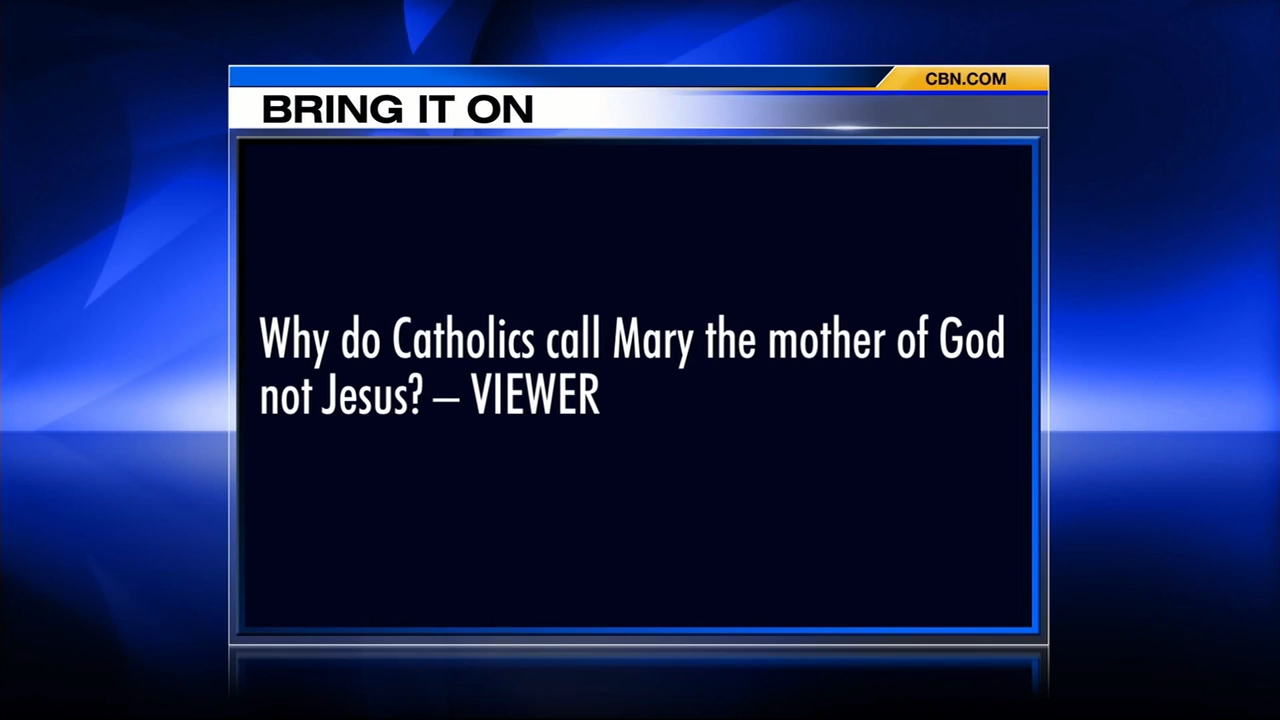 CBN.COM
BRING IT ON
Why do Catholics call Mary the mother of God
not Jesus? – VIEWER